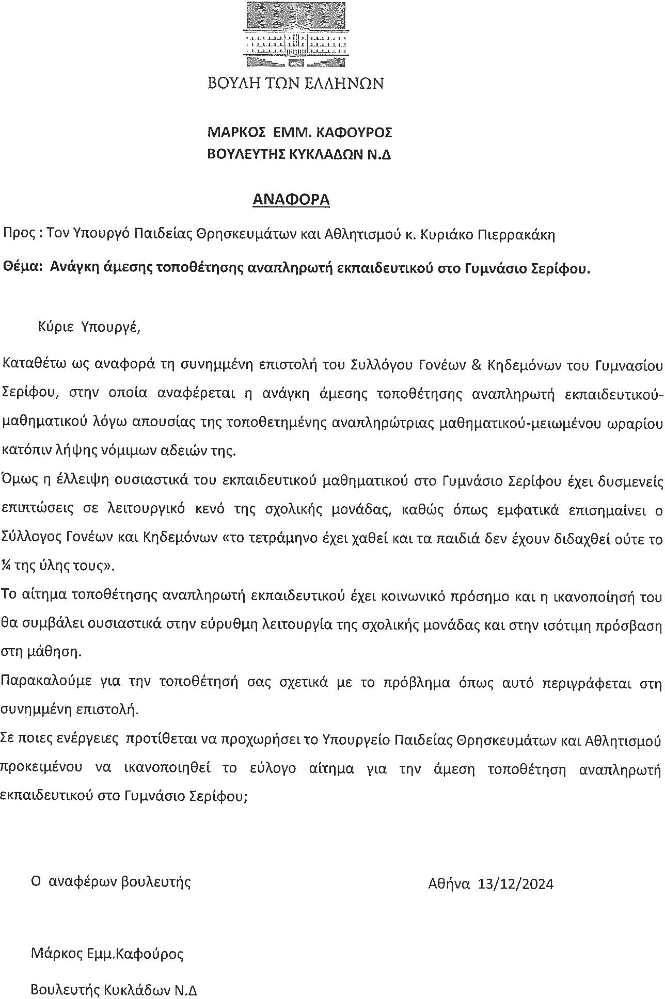 ΒΟΥΛΗ ΤΩΝ ΕΛΛΗΝΩΝ
ΜΑΡΚΟΣ ΕΜΜ. ΚΑΦΟΥΡΟΣ
ΒΟΥΛΕΥΤΗΣ ΚΥΚΛΑΔΩΝ Ν.Δ
ΑΝΑΦΟΡΑ
Προς : Τον Υπουργό Παιδείας Θρησκευμάτων και Αθλητισμού κ. Κυριάκο Πιερρακάκη
Θέμα: Ανάγκη άμεσης τοποθέτησης αναπληρωτή εκπαιδευτικού στο Γυμνάσιο Σερίφου.
Κύριε Υπουργέ,
Καταθέτω ως αναφορά τη συνημμένη επιστολή του Συλλόγου Γονέων & Κηδεμόνων του Γυμνασίου
Σερίφου, στην οποία αναφέρεται η ανάγκη άμεσης τοποθέτησης αναπληρωτή εκπαιδευτικού-
μαθηματικού λόγω απουσίας της τοποθετημένης αναπληρώτριας μαθηματικού-μειωμένου ωραρίου
κατόπιν λήψης νόμιμων αδειών της.
Όμως η έλλειψη ουσιαστικά του εκπαιδευτικού μαθηματικού στο Γυμνάσιο Σερίφου έχει δυσμενείς
επιπτώσεις σε λειτουργικό κενό της σχολικής μονάδας, καθώς όπως εμφατικά επισημαίνει ο
Σύλλογος Γονέων και Κηδεμόνων «το τετράμηνο έχει χαθεί και τα παιδιά δεν έχουν διδαχθεί ούτε το
¼ της ύλης τους».
Το αίτημα τοποθέτησης αναπληρωτή εκπαιδευτικού έχει κοινωνικό πρόσημο και η ικανοποίησή του
θα συμβάλει ουσιαστικά στην εύρυθμη λειτουργία της σχολικής μονάδας και στην ισότιμη πρόσβαση
στη μάθηση.
Παρακαλούμε για την τοποθέτησή σας σχετικά με το πρόβλημα όπως αυτό περιγράφεται στη
συνημμένη επιστολή.
Σε ποιες ενέργειες προτίθεται να προχωρήσει το Υπουργείο Παιδείας Θρησκευμάτων και Αθλητισμού
προκειμένου να ικανοποιηθεί το εύλογο αίτημα για την άμεση τοποθέτηση αναπληρωτή
εκπαιδευτικού στο Γυμνάσιο Σερίφου;
Ο αναφέρων βουλευτής
Αθήνα 13/12/2024
Μάρκος Εμμ.Καφούρος
Βουλευτής Κυκλάδων Ν.Δ